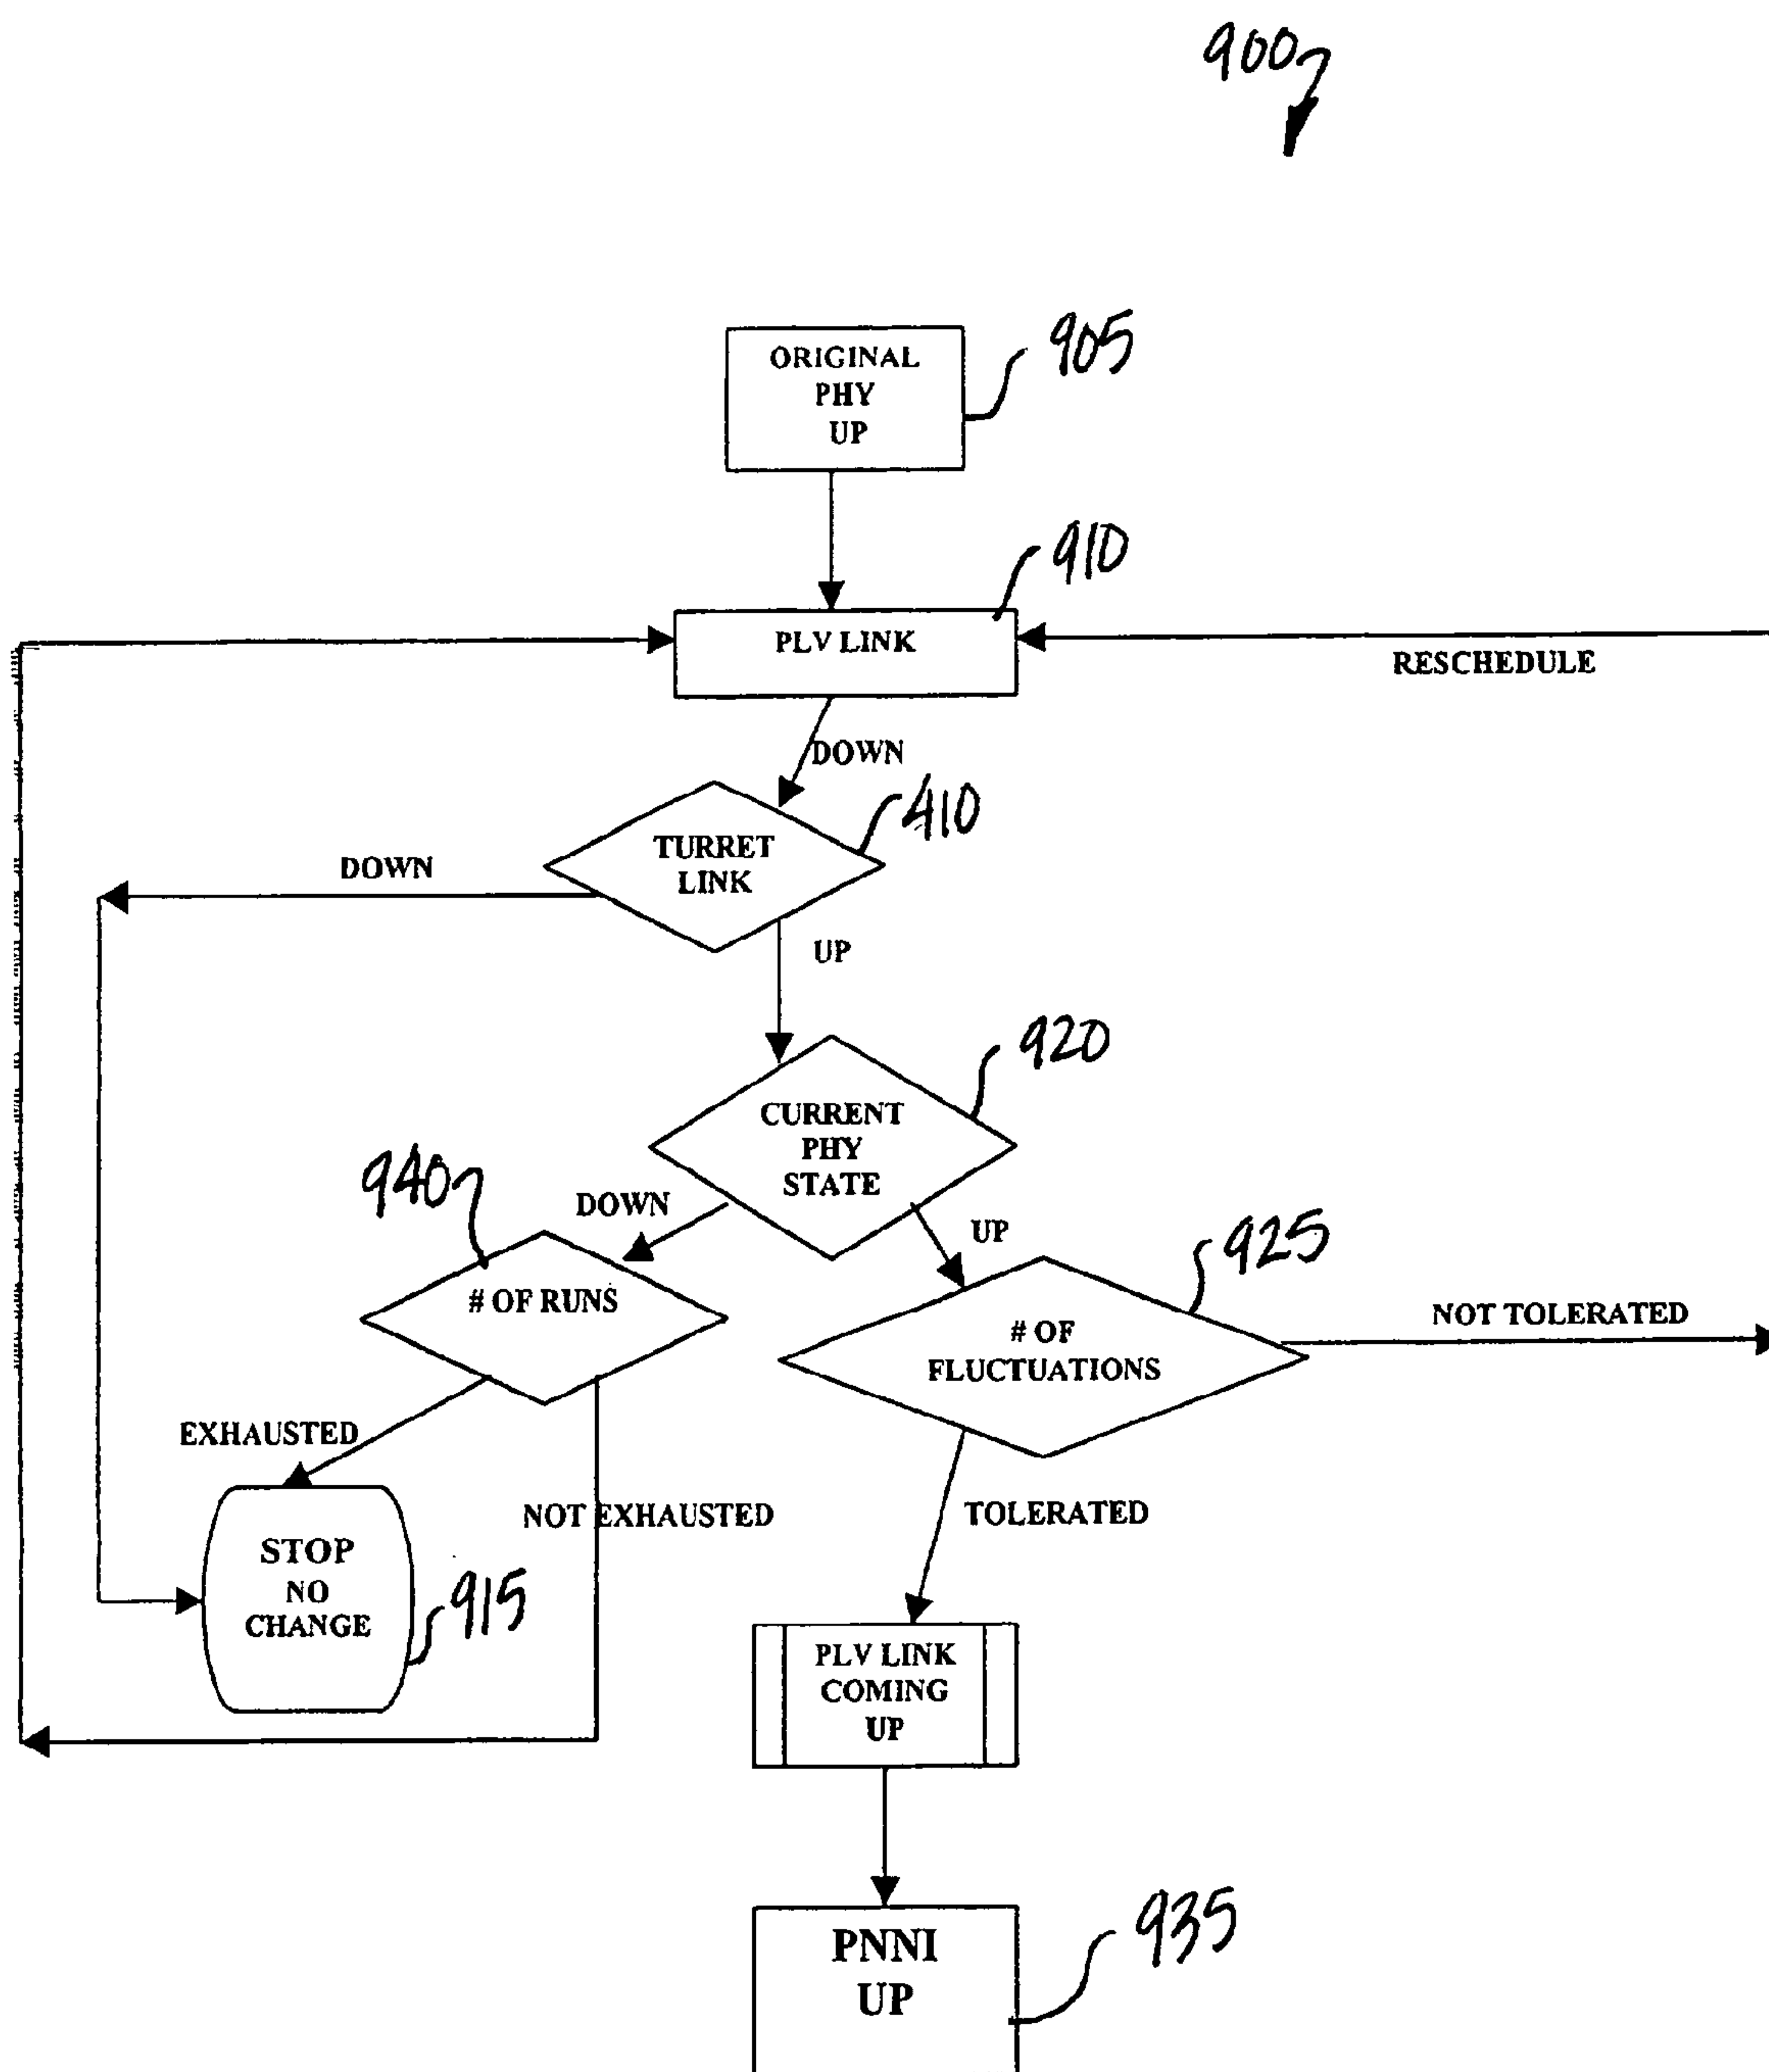 900
ORIGINAL
PHY
UP
905
910
PLV LINK
RESCHEDULE
DOWN
410
TURRET
LINK
DOWN
UP
920
CURRENT
PHY
STATE
940
DOWN
UP
925
# OF RUNS
# OF
FLUCTUATIONS
NOT TOLERATED
EXHAUSTED
NOT EXHAUSTED
TOLERATED
STOP
NO
CHANGE
915
PLV LINK
COMING
UP
PNNI
UP
935